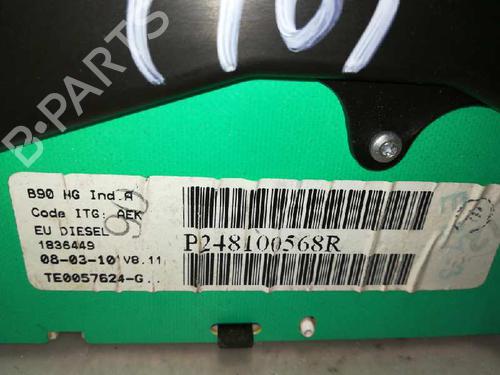 B-PARTS
B90 HG Ind.A
Code ITG: AEK
EU DIESEL
1836449
08-03-10 V8.11
TE0057624-G..
P248100568R